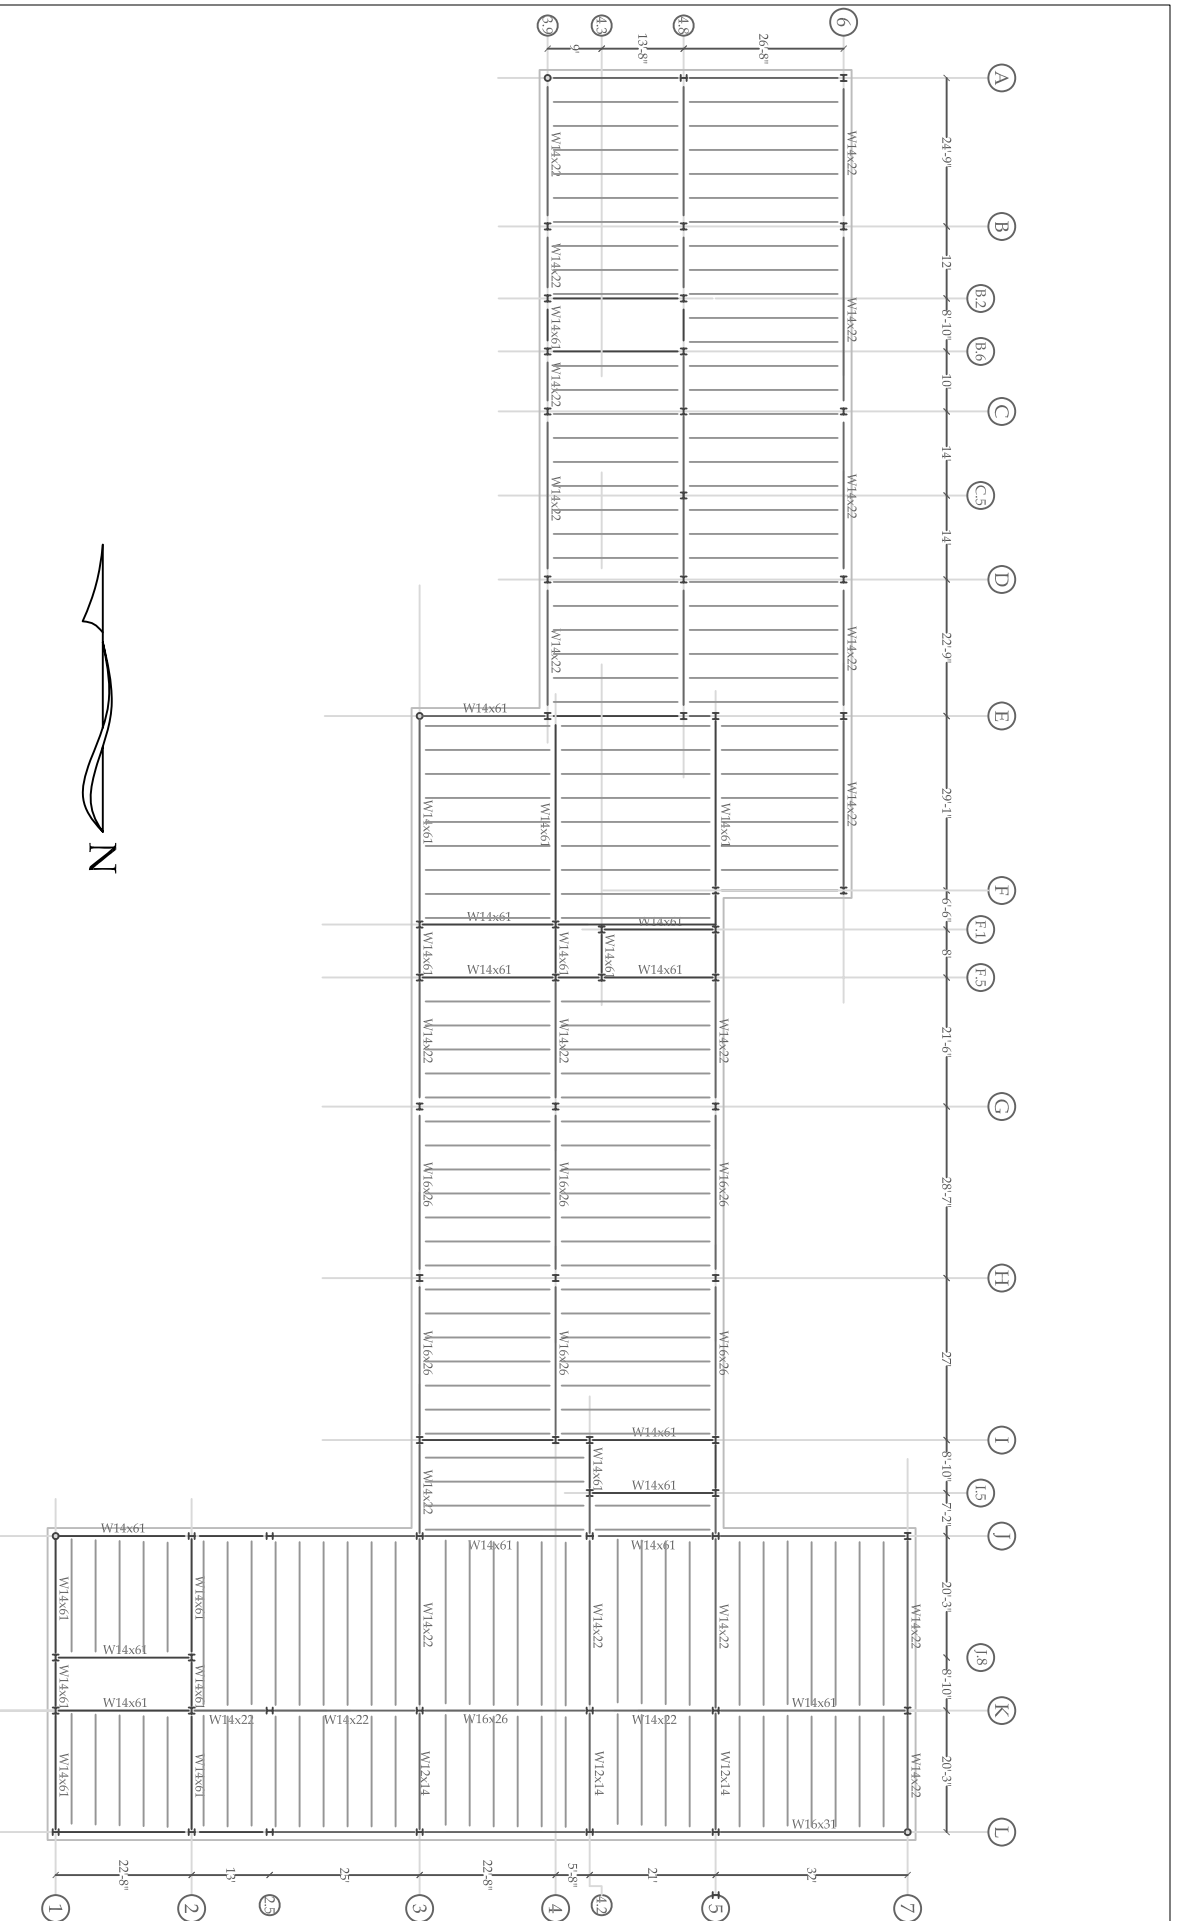 3.9
4.3
4.8
6
9'
13'-8"
26'-8"
A
24'-9"
W14x22
W14x22
B
12'
W14x22
B.2
8'-10"
W14x61
W14x22
B.6
10'
W14x22
C
14'
W14x22
W14x22
C.5
14'
D
22'-9"
W14x22
W14x22
E
W14x61
29'-1"
W14x61
W14x61
W14x61
W14x22
F
6'-6"
W14x61
W14x61
F.1
8'
W14x61
W14x61
W14x61
W14x61
W14x61
F.5
21'-6"
W14x22
W14x22
W14x22
G
28'-7"
W16x26
W16x26
W16x26
H
27'
W16x26
W16x26
W16x26
I
W14x61
8'-10"
W14x61
W14x61
W14x22
I.5
7'-2"
J
W14x61
W14x61
W14x61
20'-3"
W14x61
W14x61
W14x22
W14x22
W14x22
W14x22
W14x61
J.8
8'-10"
W14x61
W14x61
W14x61
W14x61
K
W14x22
W14x22
W16x26
W14x22
20'-3"
W14x61
W14x61
W12x14
W12x14
W12x14
W14x22
W16x31
L
22'-8"
13'
25'
22'-8"
5'-8"
21'
32'
1
2
2.5
3
4
4.2
5
7
N